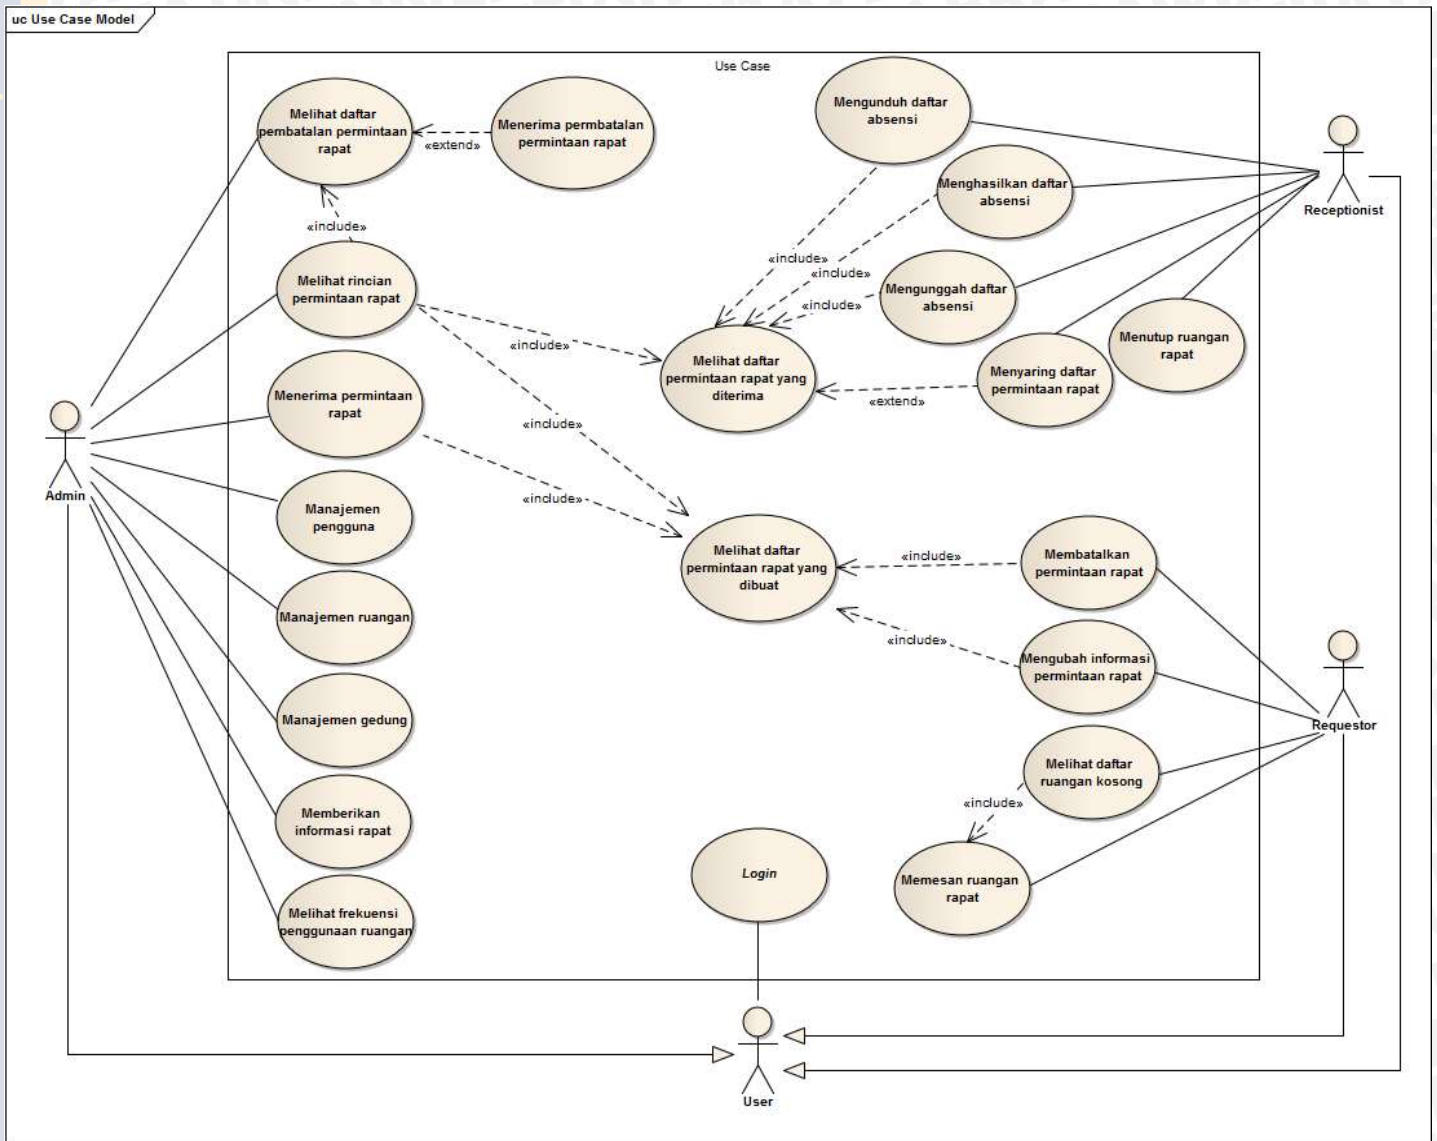 uc Use Case Model
Use Case
Melihat daftar
pembatalan permintaan
rapat
«extend»
Menerima permbatalan
permintaan rapat
«include»
Melihat rincian
permintaan rapat
«include»
«include»
Menerima permintaan
rapat
«include»
Manajemen
pengguna
Manajemen ruangan
Manajemen gedung
Memberikan
informasi rapat
Melihat frekuensi
penggunaan ruangan
Admin
Mengunduh daftar
absensi
Menghasilkan daftar
absensi
Mengunggah daftar
absensi
«include»
«include»
«include»
Melihat daftar
permintaan rapat yang
diterima
«extend»
Menyaring daftar
permintaan rapat
Menutup ruangan
rapat
Receptionist
Melihat daftar
permintaan rapat yang
dibuat
«include»
Membatalkan
permintaan rapat
«include»
Mengubah informasi
permintaan rapat
Melihat daftar
ruangan kosong
«include»
Memesan ruangan
rapat
Requestor
Login
User